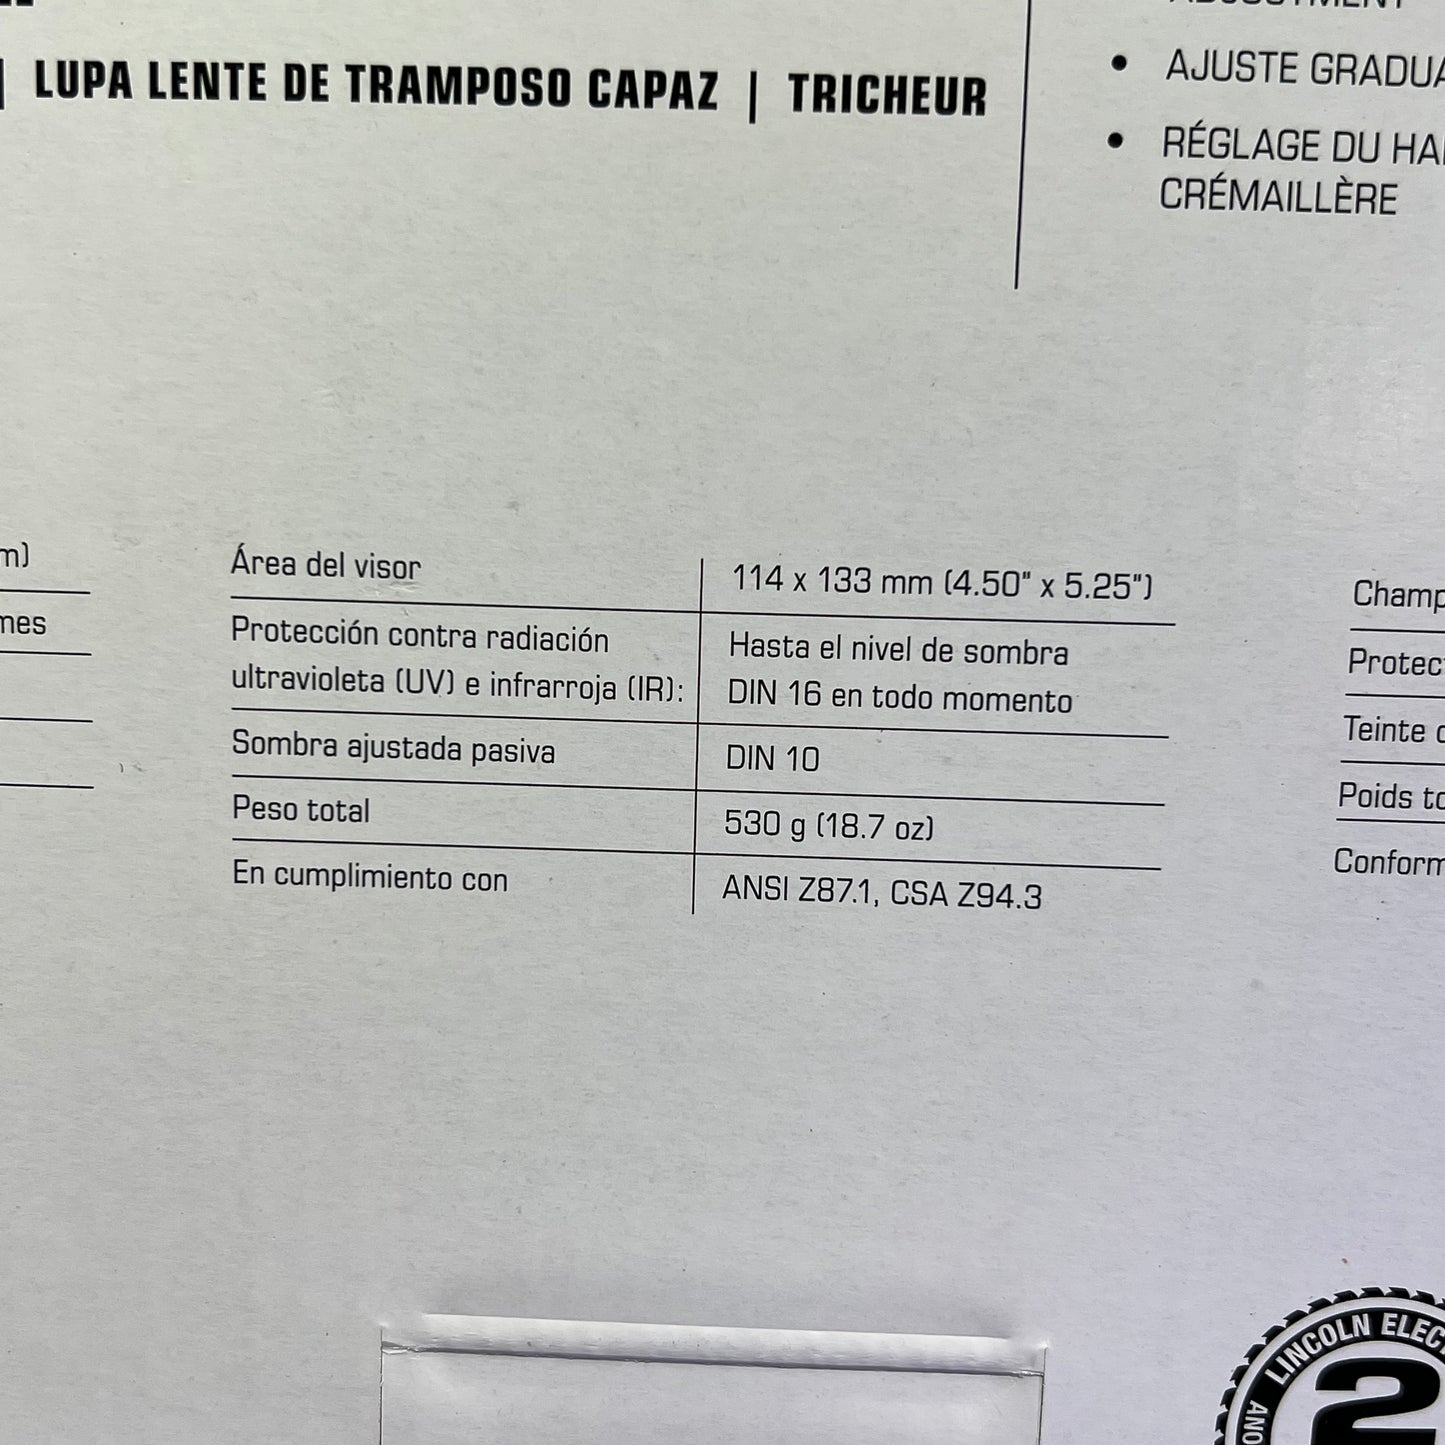 LUPA LENTE DE TRAMPOSO CAPAZ | TRICHEUR
• AJUSTE
• RÉGLAGE DU
CRÉMAILLÈRE
Área del visor
114 x 133 mm (4.50" x 5.25")
Protección contra radiación
ultravioleta (UV) e infrarroja (IR):
Hasta el nivel de sombra
DIN 16 en todo momento
Sombra ajustada pasiva
DIN 10
Peso total
530 g (18.7 oz)
En cumplimiento con
ANSI Z87.1, CSA Z94.3
Teinte
Poids
LINCOLN
2